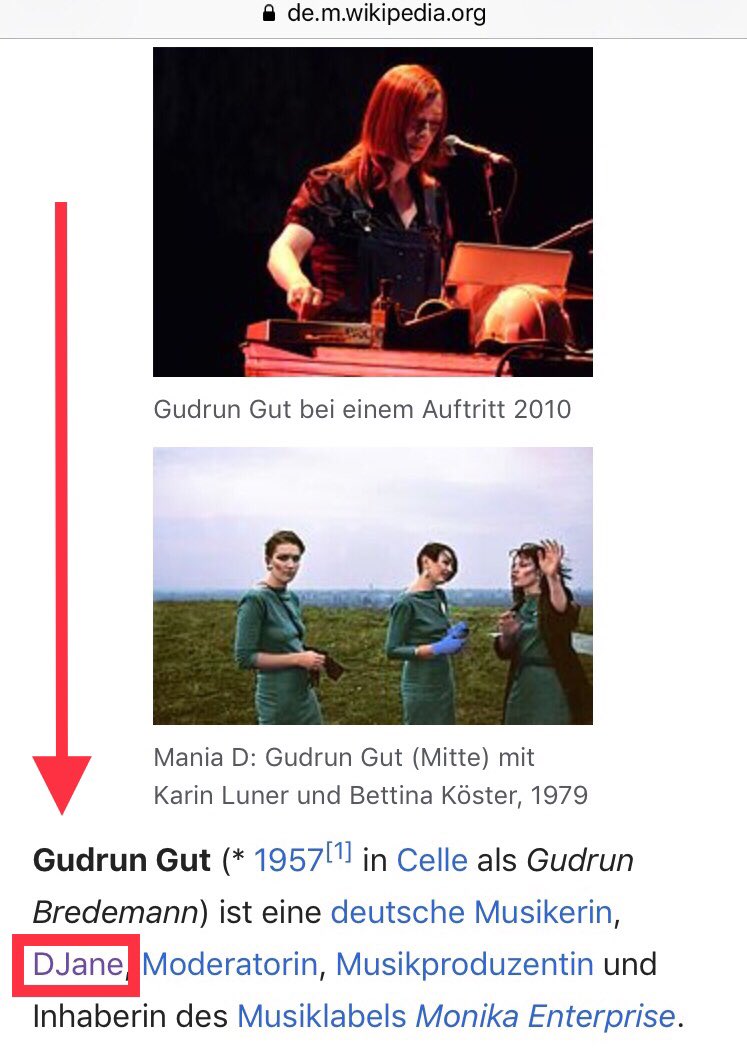 de.m.wikipedia.org
Gudrun Gut bei einem Auftritt 2010
Mania D: Gudrun Gut (Mitte) mit
Karin Luner und Bettina Köster, 1979
Gudrun Gut (* 1957[1] in Celle als Gudrun
Bredemann) ist eine deutsche Musikerin,
DJane, Moderatorin, Musikproduzentin und
Inhaberin des Musiklabels Monika Enterprise.